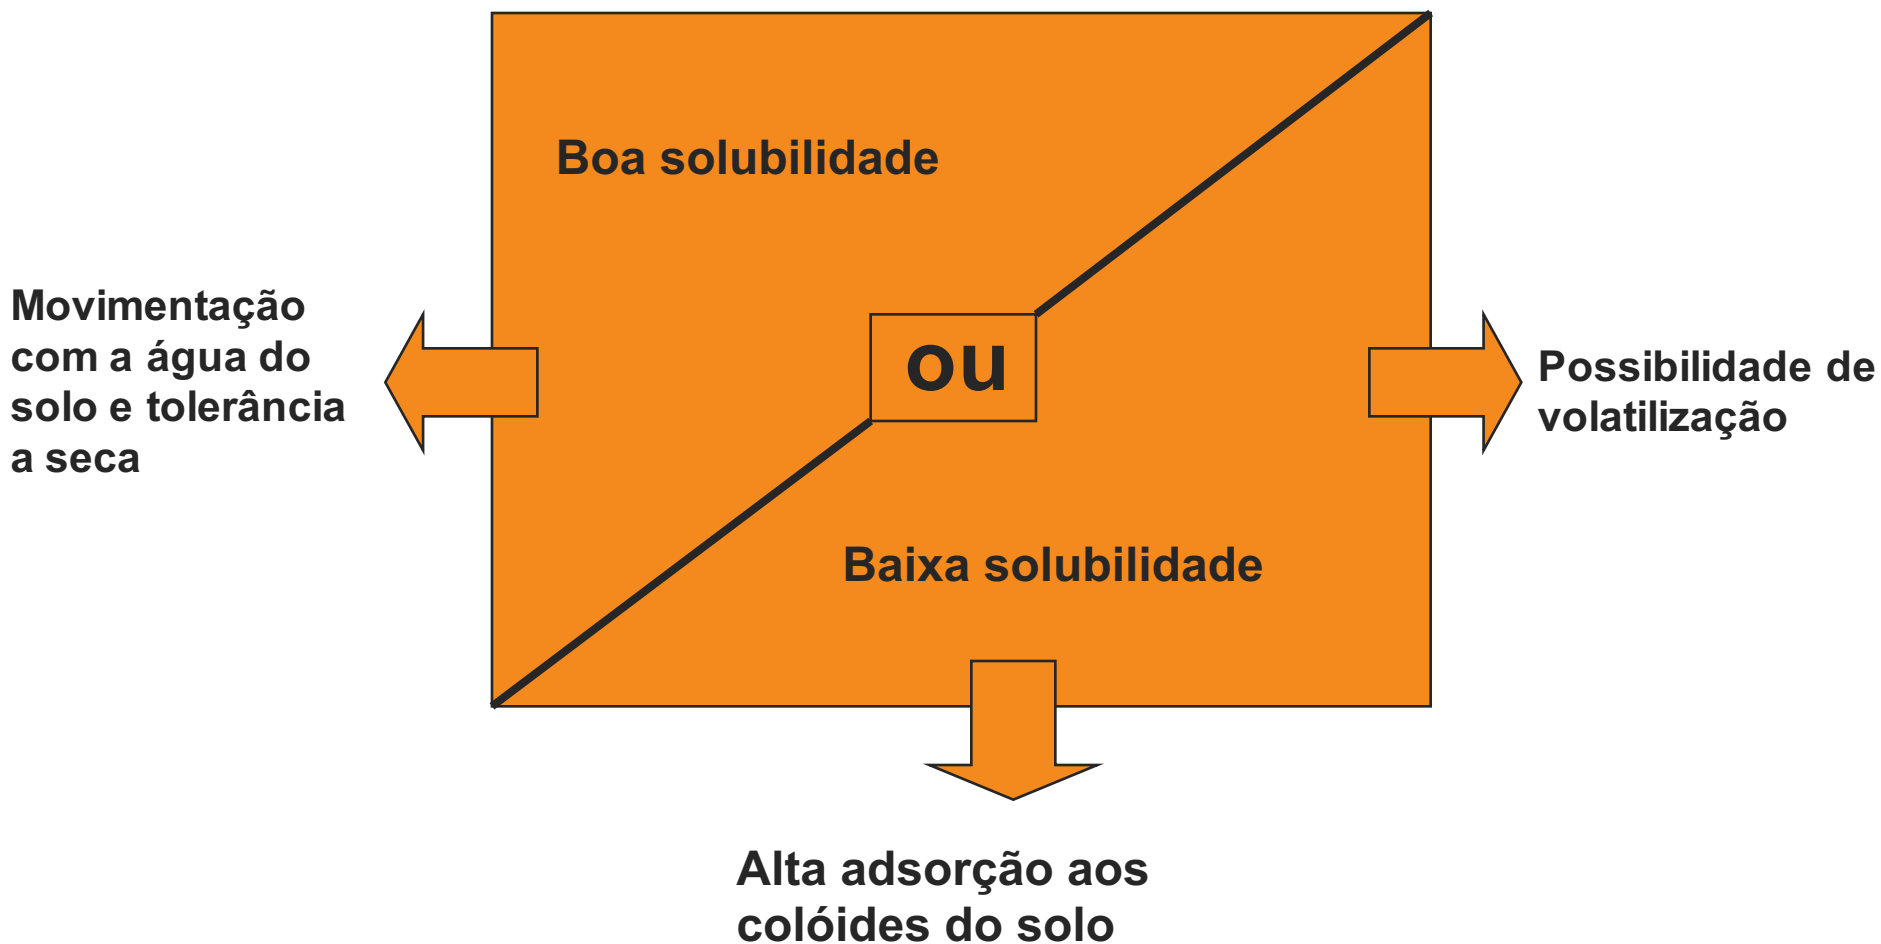 Boa solubilidade
Movimentação
com a água do
solo e tolerância
a seca
ou
Possibilidade de
volatilização
Baixa solubilidade
Alta adsorção aos
colóides do solo